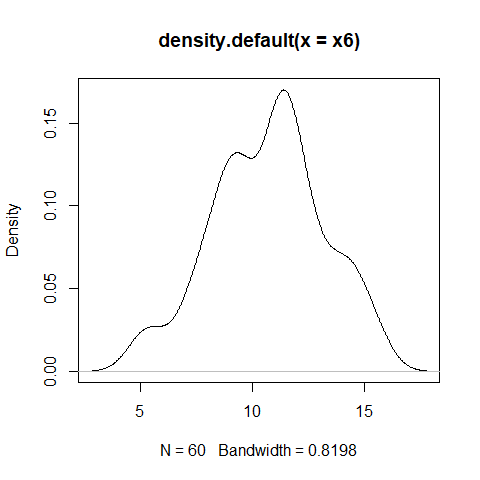 density.default(x = x6)
Density
0.15
0.10
0.05
0.00
5 10 15
N = 60 Bandwidth = 0.8198